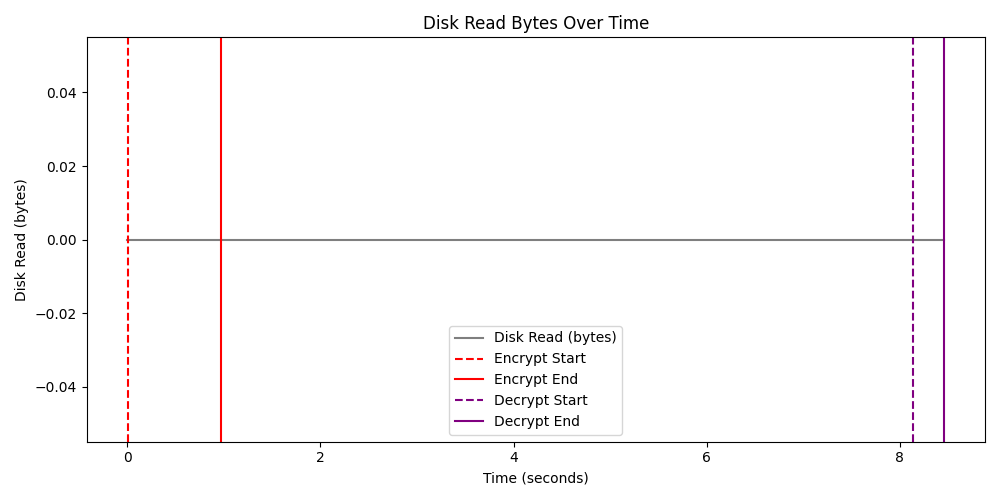 Disk Read Bytes Over Time
Disk Read (bytes)
0.04
0.02
0.00
−0.02
−0.04
Disk Read (bytes)
Encrypt Start
Encrypt End
Decrypt Start
Decrypt End
0 2 4 6 8
Time (seconds)